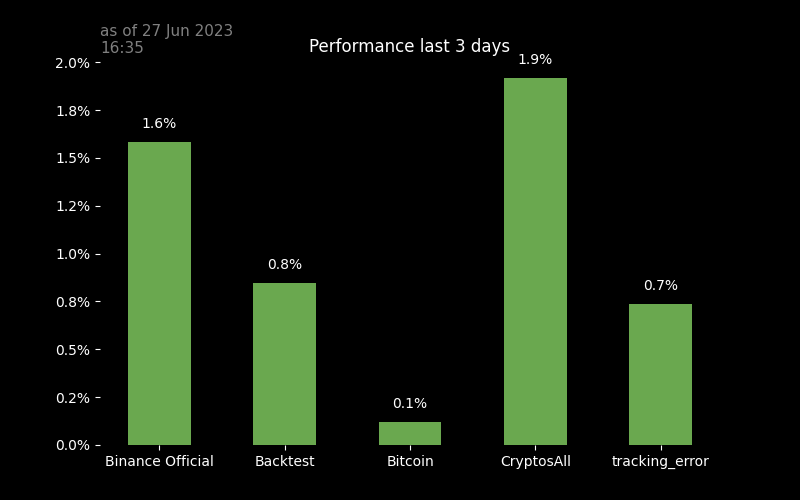 as of 27 Jun 2023
16:35
Performance last 3 days
2.0%
1.8%
1.5%
1.2%
1.0%
0.8%
0.5%
0.2%
0.0%
1.6%
0.8%
0.1%
1.9%
0.7%
Binance Official
Backtest
Bitcoin
CryptosAll
tracking_error